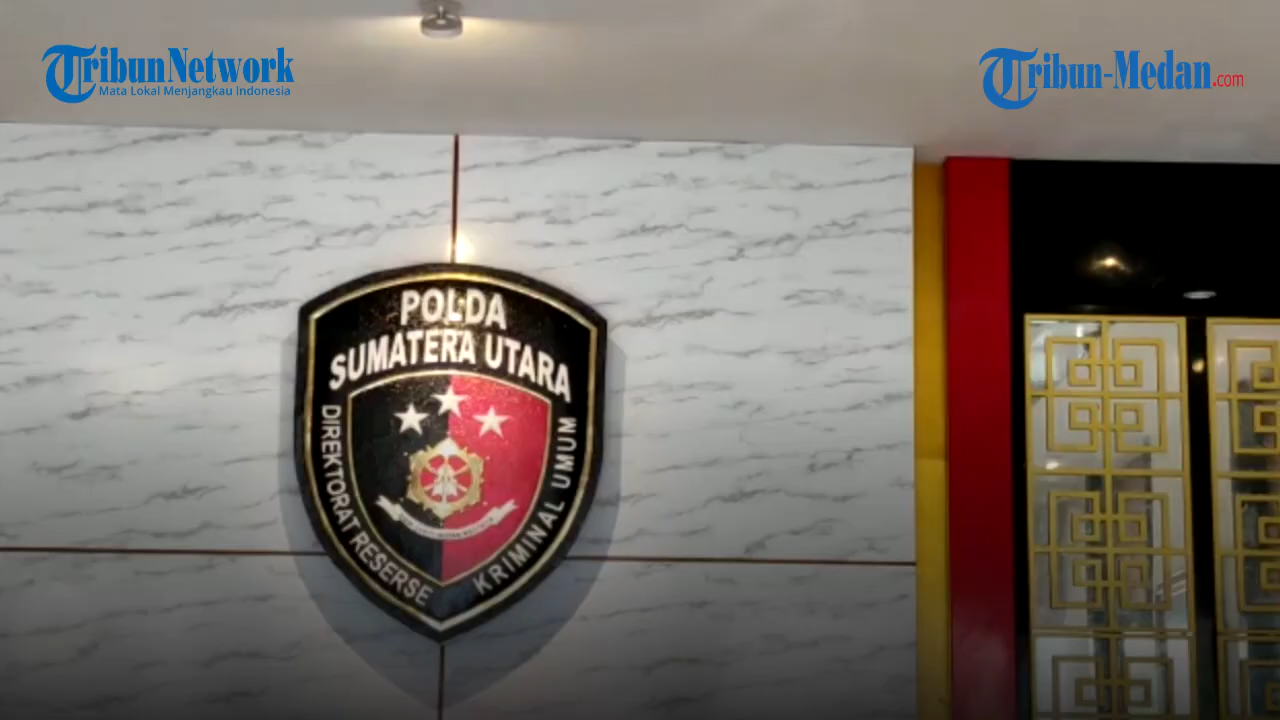 TribunNetwork
Mata Lokal Menjangkau Indonesia
Tribun-Medan.com
POLDA
SUMATERA UTARA
DIREKTORAT RESERSE
KRIMINAL UMUM